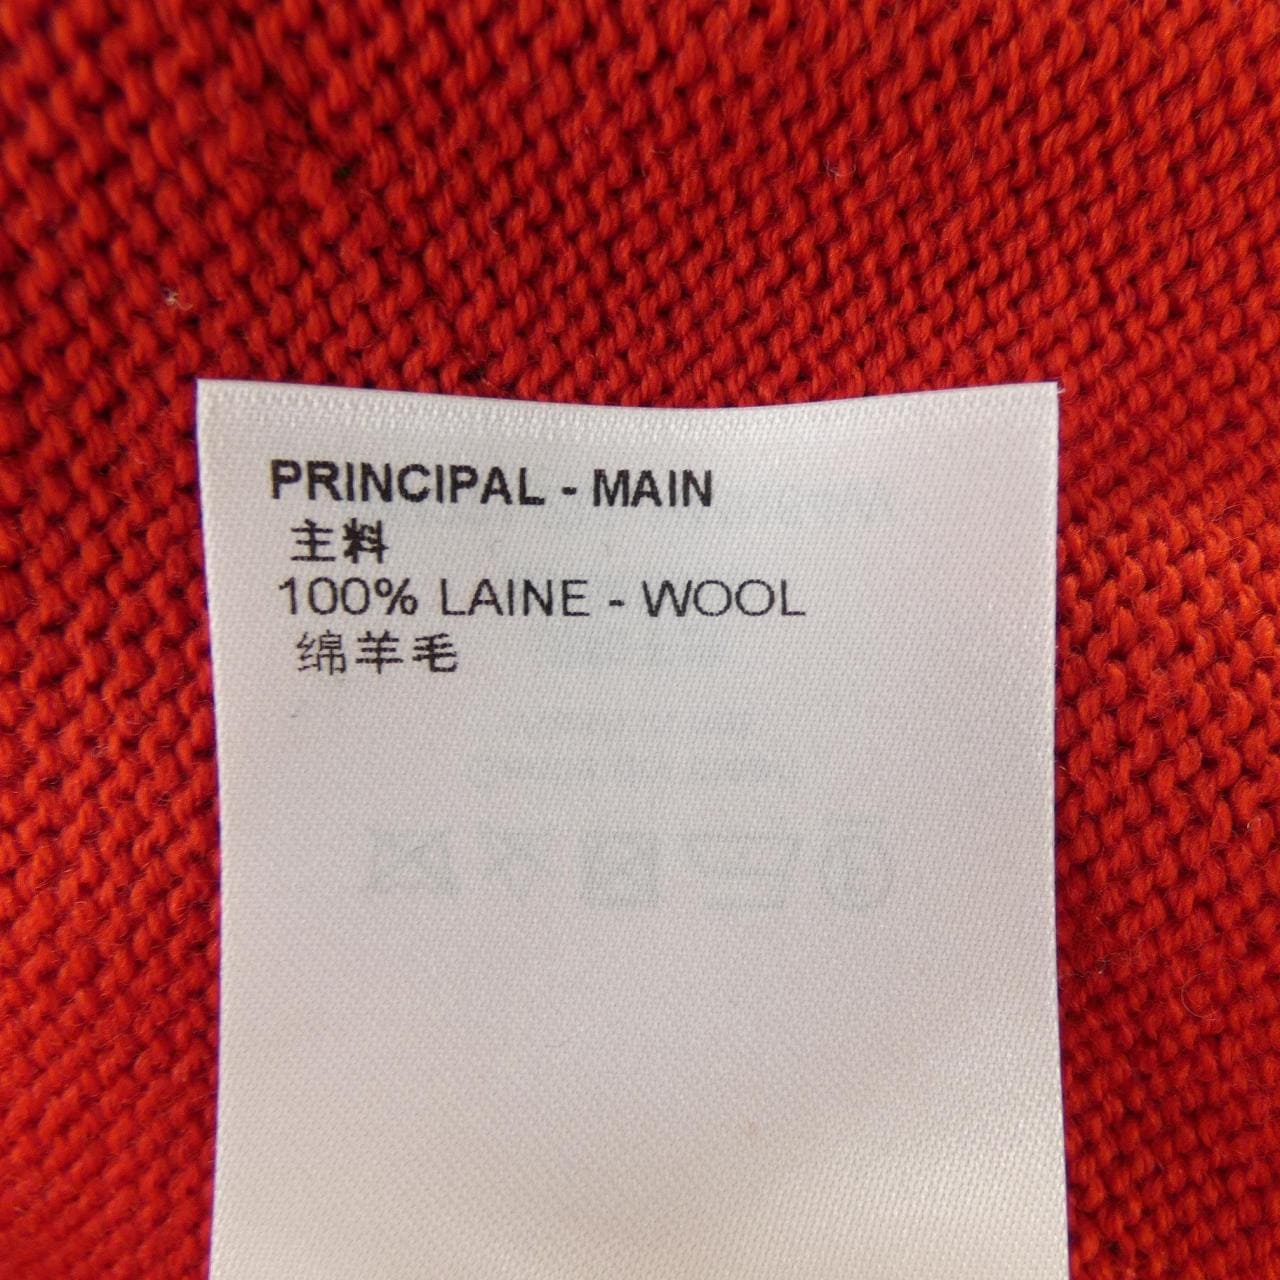 PRINCIPAL - MAIN
主料
100% LAINE - WOOL
绵羊毛